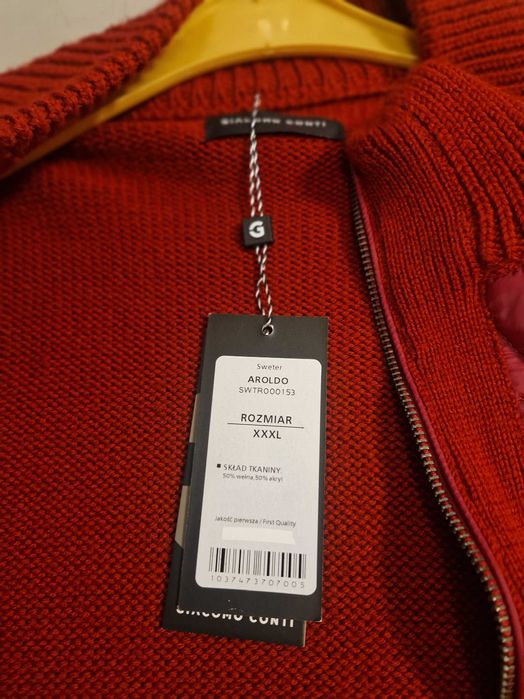 GIACOMO CONTI
G
Sweter
AROLDO
SWTR000153
ROZMIAR
XXXL
SKŁAD TKANINY:
50% wełna,50% akryl
Jakość pierwsza / First Quality
1037473707005
GIACOMO CONTI